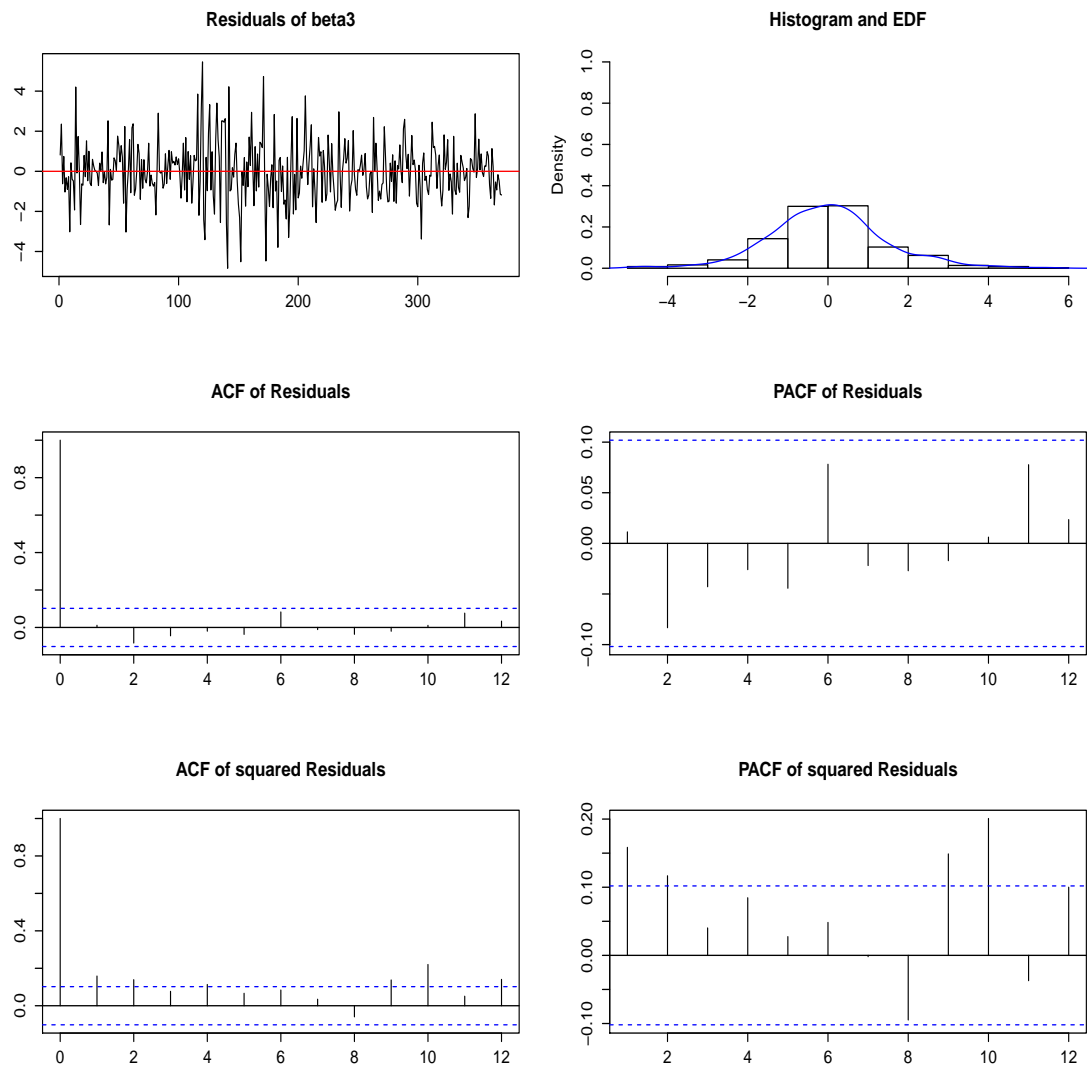 Residuals of beta3
4
2
0
−2
−4
0 100 200 300
Histogram and EDF
Density
1.0
0.8
0.6
0.4
0.2
0.0
−4 −2 0 2 4 6
ACF of Residuals
0.8
0.4
0.0
0 2 4 6 8 10 12
PACF of Residuals
0.10
0.05
0.00
−0.10
2 4 6 8 10 12
ACF of squared Residuals
0.8
0.4
0.0
0 2 4 6 8 10 12
PACF of squared Residuals
0.20
0.10
0.00
−0.10
2 4 6 8 10 12